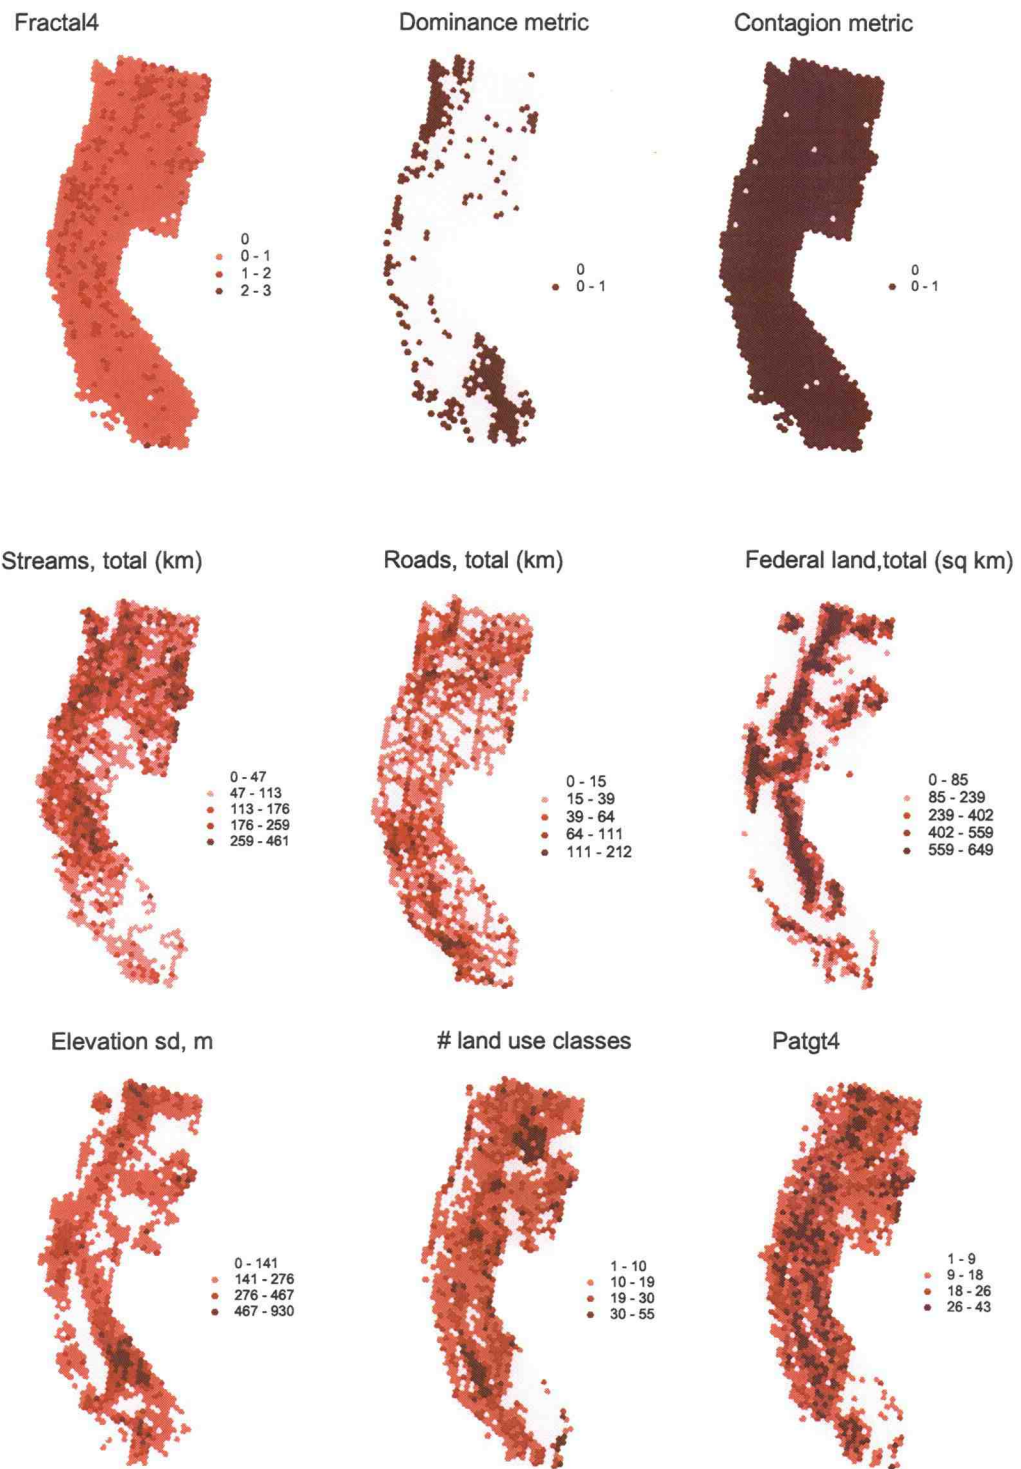 Fractal4
Dominance metric
Contagion metric
0
0 - 1
1 - 2
2 - 3
0
0 - 1
0
0 - 1
Streams, total (km)
Roads, total (km)
Federal land,total (sq km)
0 - 47
47 - 113
113 - 176
176 - 259
259 - 461
0 - 15
15 - 39
39 - 64
64 - 111
111 - 212
0 - 85
85 - 239
239 - 402
402 - 559
559 - 649
Elevation sd, m
# land use classes
Patgt4
0 - 141
141 - 276
276 - 467
467 - 930
1 - 10
10 - 19
19 - 30
30 - 55
1 - 9
9 - 18
18 - 26
26 - 43